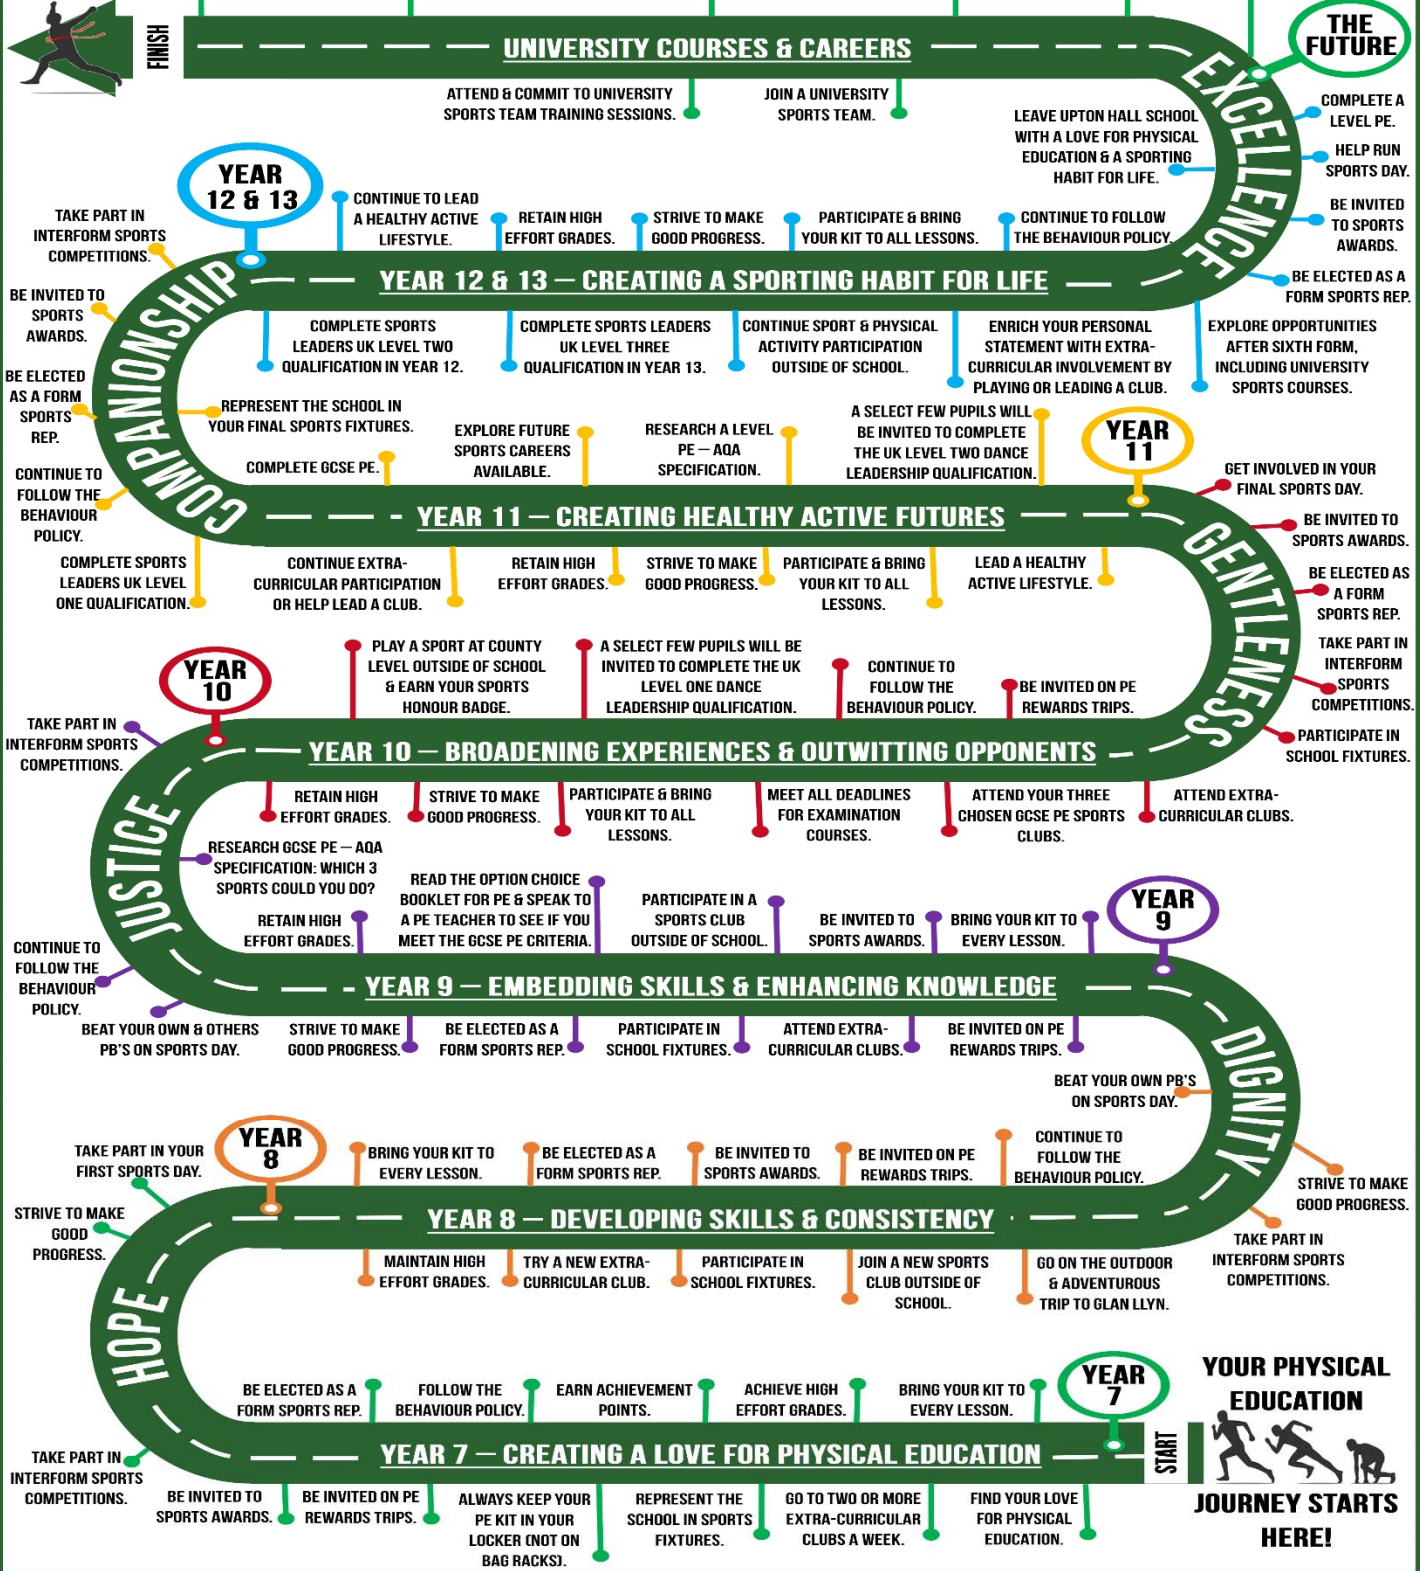 THE
FUTURE
FINISH
UNIVERSITY COURSES & CAREERS
EXCELLENCE
ATTEND & COMMIT TO UNIVERSITY
SPORTS TEAM TRAINING SESSIONS.
JOIN A UNIVERSITY
SPORTS TEAM.
LEAVE UPTON HALL SCHOOL
WITH A LOVE FOR PHYSICAL
EDUCATION & A SPORTING
HABIT FOR LIFE.
COMPLETE A
LEVEL PE.
HELP RUN
SPORTS DAY.
BE INVITED
TO SPORTS
AWARDS.
BE ELECTED AS A
FORM SPORTS REP.
YEAR
12 & 13
CONTINUE TO LEAD
A HEALTHY ACTIVE
LIFESTYLE.
RETAIN HIGH
EFFORT GRADES.
STRIVE TO MAKE
GOOD PROGRESS.
PARTICIPATE & BRING
YOUR KIT TO ALL LESSONS.
CONTINUE TO FOLLOW
THE BEHAVIOUR POLICY.
YEAR 12 & 13 – CREATING A SPORTING HABIT FOR LIFE
COMPLETE SPORTS
LEADERS UK LEVEL TWO
QUALIFICATION IN YEAR 12.
COMPLETE SPORTS LEADERS
UK LEVEL THREE
QUALIFICATION IN YEAR 13.
CONTINUE SPORT & PHYSICAL
ACTIVITY PARTICIPATION
OUTSIDE OF SCHOOL.
ENRICH YOUR PERSONAL
STATEMENT WITH EXTRA-
CURRICULAR INVOLVEMENT BY
PLAYING OR LEADING A CLUB.
EXPLORE OPPORTUNITIES
AFTER SIXTH FORM,
INCLUDING UNIVERSITY
SPORTS COURSES.
COMPANIONSHIP
TAKE PART IN
INTERFORM SPORTS
COMPETITIONS.
BE INVITED TO
SPORTS
AWARDS.
BE ELECTED
AS A FORM
SPORTS
REP.
CONTINUE TO
FOLLOW THE
BEHAVIOUR
POLICY.
COMPLETE SPORTS
LEADERS UK LEVEL
ONE QUALIFICATION.
REPRESENT THE SCHOOL IN
YOUR FINAL SPORTS FIXTURES.
COMPLETE GCSE PE.
EXPLORE FUTURE
SPORTS CAREERS
AVAILABLE.
RESEARCH A LEVEL
PE – AQA
SPECIFICATION.
A SELECT FEW PUPILS WILL
BE INVITED TO COMPLETE
THE UK LEVEL TWO DANCE
LEADERSHIP QUALIFICATION.
YEAR
11
YEAR 11 – CREATING HEALTHY ACTIVE FUTURES
CONTINUE EXTRA-
CURRICULAR PARTICIPATION
OR HELP LEAD A CLUB.
RETAIN HIGH
EFFORT GRADES.
STRIVE TO MAKE
GOOD PROGRESS.
PARTICIPATE & BRING
YOUR KIT TO ALL
LESSONS.
LEAD A HEALTHY
ACTIVE LIFESTYLE.
GENTLENESS
GET INVOLVED IN YOUR
FINAL SPORTS DAY.
BE INVITED TO
SPORTS AWARDS.
BE ELECTED AS
A FORM
SPORTS REP.
TAKE PART IN
INTERFORM
SPORTS
COMPETITIONS.
PARTICIPATE IN
SCHOOL FIXTURES.
YEAR
10
PLAY A SPORT AT COUNTY
LEVEL OUTSIDE OF SCHOOL
& EARN YOUR SPORTS
HONOUR BADGE.
A SELECT FEW PUPILS WILL BE
INVITED TO COMPLETE THE UK
LEVEL ONE DANCE
LEADERSHIP QUALIFICATION.
CONTINUE TO
FOLLOW THE
BEHAVIOUR POLICY.
BE INVITED ON PE
REWARDS TRIPS.
YEAR 10 – BROADENING EXPERIENCES & OUTWITTING OPPONENTS
RETAIN HIGH
EFFORT GRADES.
STRIVE TO MAKE
GOOD PROGRESS.
PARTICIPATE & BRING
YOUR KIT TO ALL
LESSONS.
MEET ALL DEADLINES
FOR EXAMINATION
COURSES.
ATTEND YOUR THREE
CHOSEN GCSE PE SPORTS
CLUBS.
ATTEND EXTRA-
CURRICULAR CLUBS.
JUSTICE
TAKE PART IN
INTERFORM SPORTS
COMPETITIONS.
RESEARCH GCSE PE – AQA
SPECIFICATION: WHICH 3
SPORTS COULD YOU DO?
RETAIN HIGH
EFFORT GRADES.
READ THE OPTION CHOICE
BOOKLET FOR PE & SPEAK TO
A PE TEACHER TO SEE IF YOU
MEET THE GCSE PE CRITERIA.
PARTICIPATE IN A
SPORTS CLUB
OUTSIDE OF SCHOOL.
BE INVITED TO
SPORTS AWARDS.
BRING YOUR KIT TO
EVERY LESSON.
YEAR
9
CONTINUE TO
FOLLOW THE
BEHAVIOUR
POLICY.
YEAR 9 – EMBEDDING SKILLS & ENHANCING KNOWLEDGE
BEAT YOUR OWN & OTHERS
PB'S ON SPORTS DAY.
STRIVE TO MAKE
GOOD PROGRESS.
BE ELECTED AS A
FORM SPORTS REP.
PARTICIPATE IN
SCHOOL FIXTURES.
ATTEND EXTRA-
CURRICULAR CLUBS.
BE INVITED ON PE
REWARDS TRIPS.
DIGNITY
BEAT YOUR OWN PB'S
ON SPORTS DAY.
STRIVE TO MAKE
GOOD PROGRESS.
TAKE PART IN
INTERFORM SPORTS
COMPETITIONS.
YEAR
8
BRING YOUR KIT TO
EVERY LESSON.
BE ELECTED AS A
FORM SPORTS REP.
BE INVITED TO
SPORTS AWARDS.
BE INVITED ON PE
REWARDS TRIPS.
CONTINUE TO
FOLLOW THE
BEHAVIOUR POLICY.
YEAR 8 – DEVELOPING SKILLS & CONSISTENCY
MAINTAIN HIGH
EFFORT GRADES.
TRY A NEW EXTRA-
CURRICULAR CLUB.
PARTICIPATE IN
SCHOOL FIXTURES.
JOIN A NEW SPORTS
CLUB OUTSIDE OF
SCHOOL.
GO ON THE OUTDOOR
& ADVENTUROUS
TRIP TO GLAN LLYN.
HOPE
TAKE PART IN YOUR
FIRST SPORTS DAY.
STRIVE TO MAKE
GOOD
PROGRESS.
TAKE PART IN
INTERFORM SPORTS
COMPETITIONS.
BE ELECTED AS A
FORM SPORTS REP.
FOLLOW THE
BEHAVIOUR POLICY.
EARN ACHIEVEMENT
POINTS.
ACHIEVE HIGH
EFFORT GRADES.
BRING YOUR KIT TO
EVERY LESSON.
YEAR
7
YEAR 7 – CREATING A LOVE FOR PHYSICAL EDUCATION
START
BE INVITED TO
SPORTS AWARDS.
BE INVITED ON PE
REWARDS TRIPS.
ALWAYS KEEP YOUR
PE KIT IN YOUR
LOCKER (NOT ON
BAG RACKS).
REPRESENT THE
SCHOOL IN SPORTS
FIXTURES.
GO TO TWO OR MORE
EXTRA-CURRICULAR
CLUBS A WEEK.
FIND YOUR LOVE
FOR PHYSICAL
EDUCATION.
YOUR PHYSICAL
EDUCATION
JOURNEY STARTS
HERE!